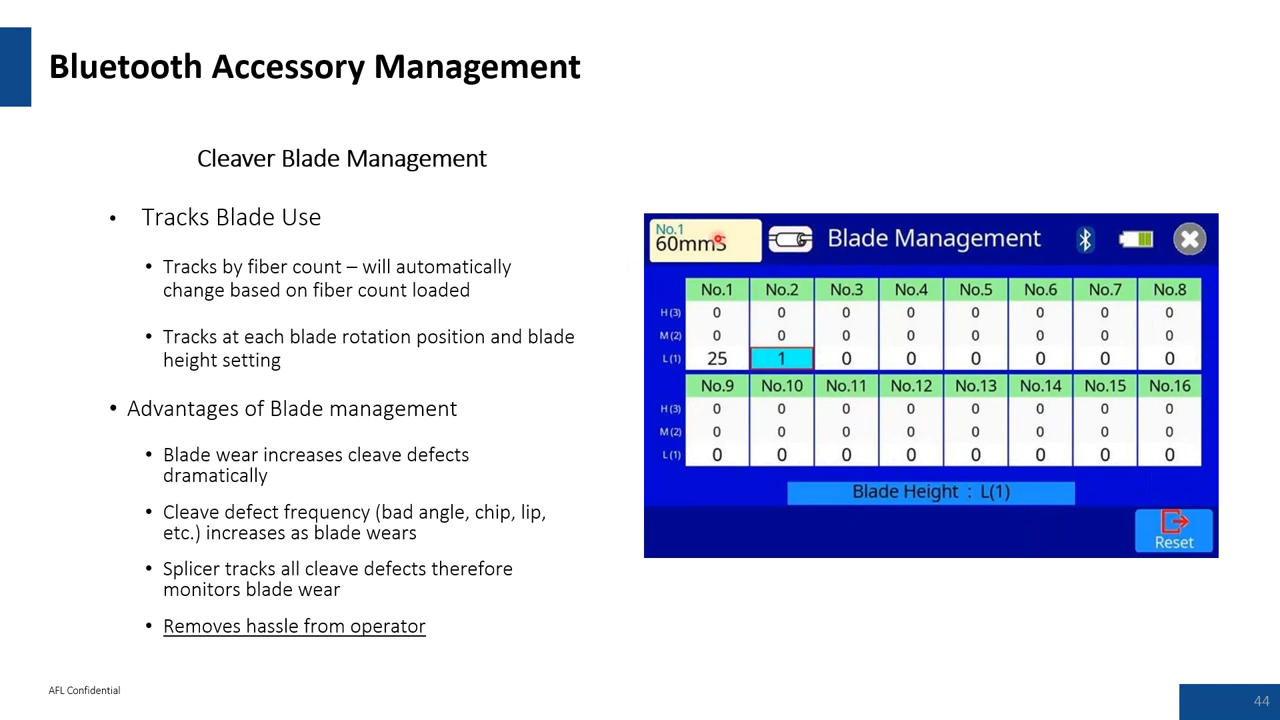 Bluetooth Accessory Management
Cleaver Blade Management
• Tracks Blade Use
• Tracks by fiber count – will automatically
change based on fiber count loaded
• Tracks at each blade rotation position and blade
height setting
• Advantages of Blade management
• Blade wear increases cleave defects
dramatically
• Cleave defect frequency (bad angle, chip, lip,
etc.) increases as blade wears
• Splicer tracks all cleave defects therefore
monitors blade wear
• Removes hassle from operator
No.1
60mmS
Blade Management
No.1 No.2 No.3 No.4 No.5 No.6 No.7 No.8
H(3) 0 0 0 0 0 0 0 0
M(2) 0 0 0 0 0 0 0 0
L(1) 25 1 0 0 0 0 0 0
No.9 No.10 No.11 No.12 No.13 No.14 No.15 No.16
H(3) 0 0 0 0 0 0 0 0
M(2) 0 0 0 0 0 0 0 0
L(1) 0 0 0 0 0 0 0 0
Blade Height : L(1)
Reset
AFL Confidential
44